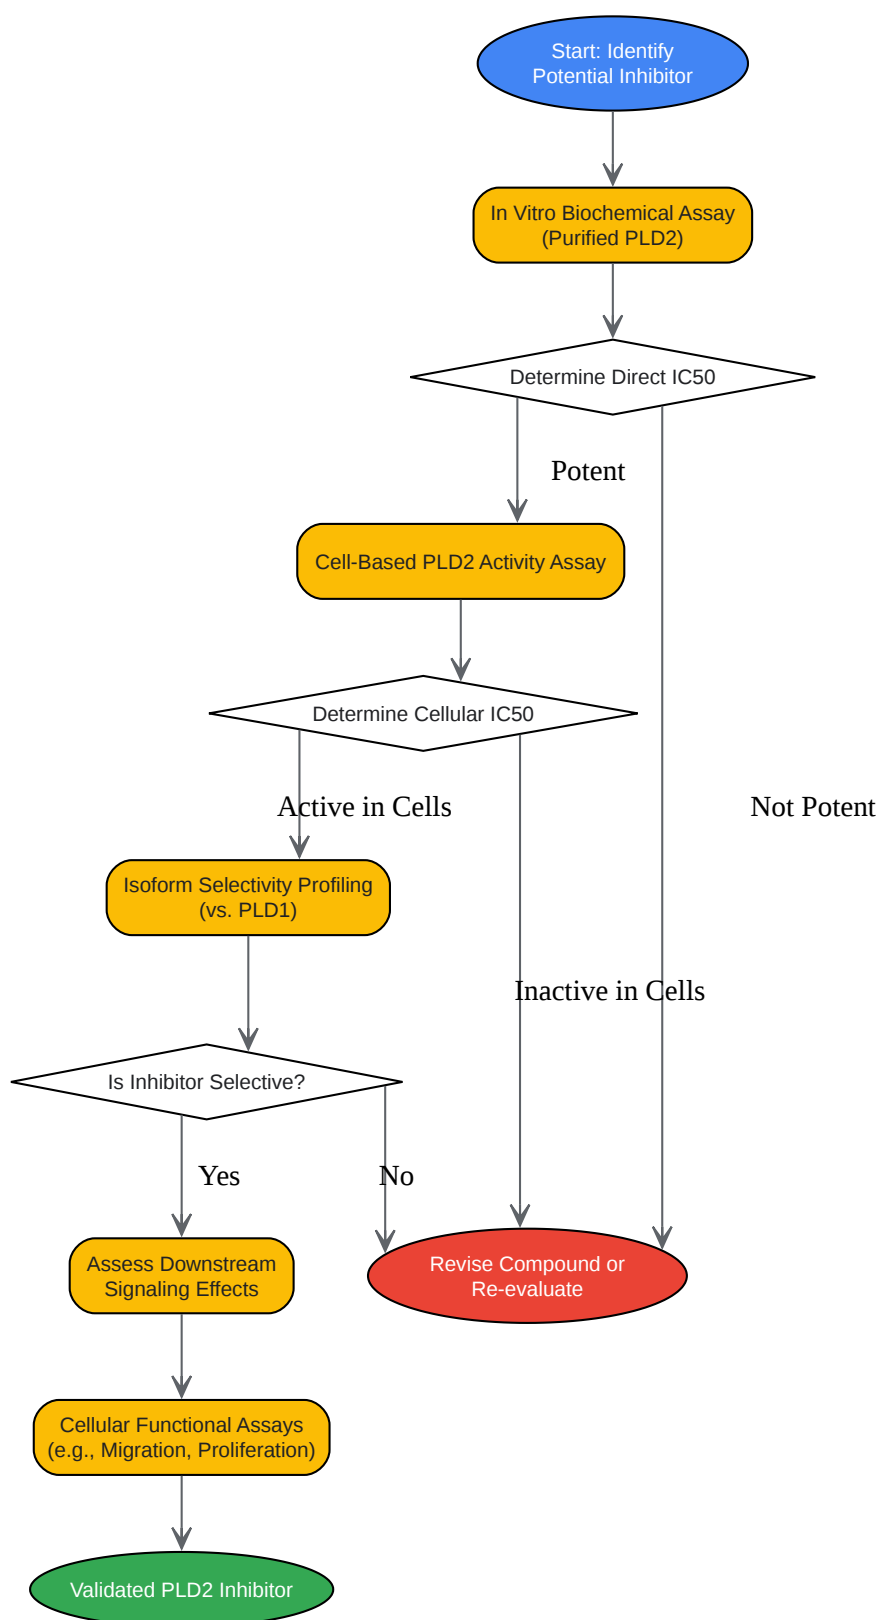 Start: Identify
Potential Inhibitor
In Vitro Biochemical Assay
(Purified PLD2)
Determine Direct IC50
Potent
Cell-Based PLD2 Activity Assay
Determine Cellular IC50
Active in Cells
Not Potent
Isoform Selectivity Profiling
(vs. PLD1)
Inactive in Cells
Is Inhibitor Selective?
Yes
No
Assess Downstream
Signaling Effects
Revise Compound or
Re-evaluate
Cellular Functional Assays
(e.g., Migration, Proliferation)
Validated PLD2 Inhibitor